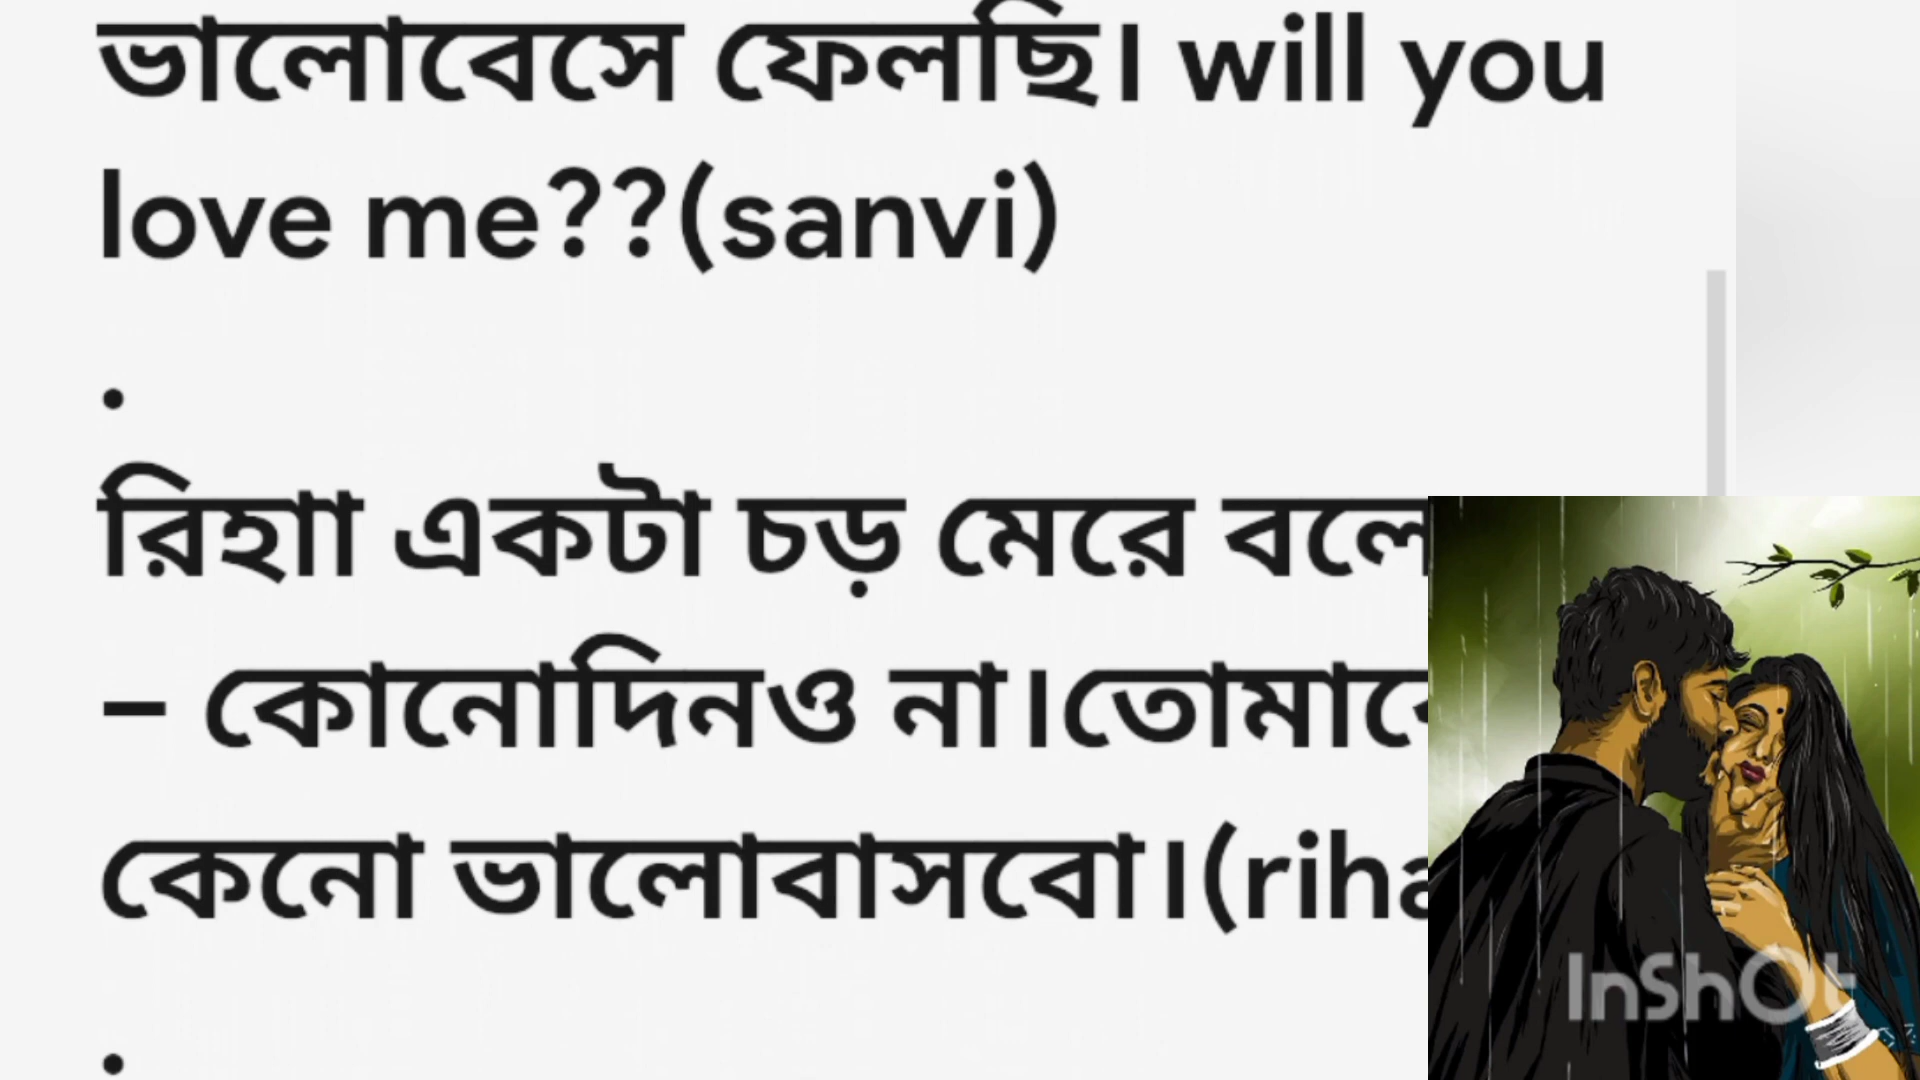 ভালোবেসে ফেলছি। will you
love me??(sanvi)
.
রিহাা একটা চড় মেরে বলে
– কোনোদিনও না।
কেনো ভালোবাসবো।(riha
.
InShOt